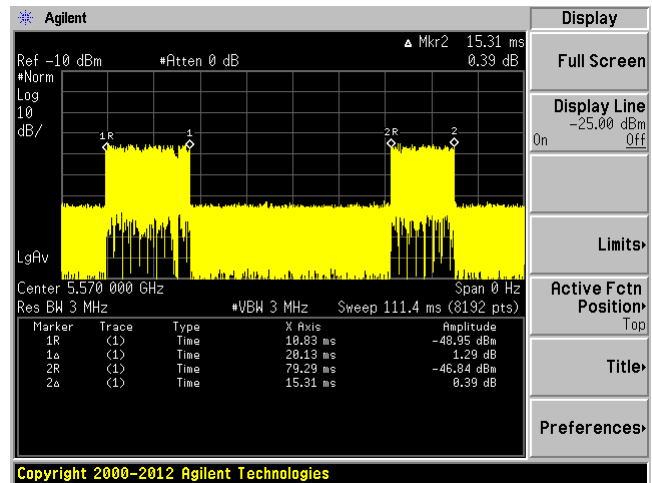 Agilent
Display
Δ Mkr2 15.31 ms
Ref -10 dBm #Atten 0 dB 0.39 dB
#Norm
Log
10
dB/
1R 1 2R 2
LgAv
Center 5.570 000 GHz Span 0 Hz
Res BW 3 MHz #VBW 3 MHz Sweep 111.4 ms (8192 pts)
Marker Trace Type X Axis Amplitude
1R (1) Time 10.83 ms -48.95 dBm
1Δ (1) Time 20.13 ms 1.29 dB
2R (1) Time 79.29 ms -46.84 dBm
2Δ (1) Time 15.31 ms 0.39 dB
Full Screen
Display Line
-25.00 dBm
On Off
Limits
Active Fctn
Position
Top
Title
Preferences
Copyright 2000-2012 Agilent Technologies